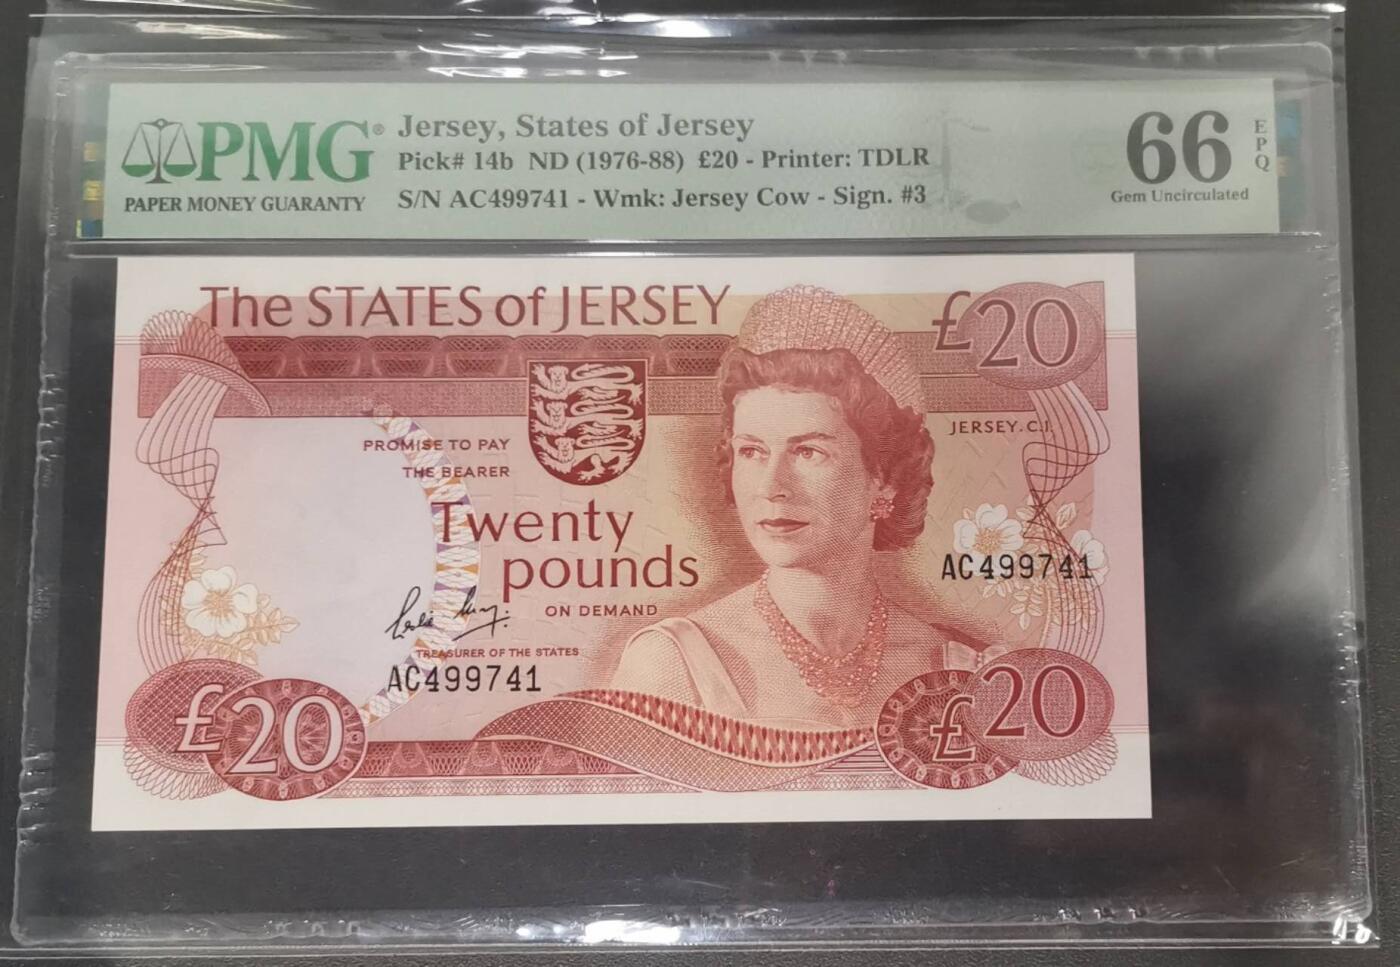 PMG®
PAPER MONEY GUARANTY
Jersey, States of Jersey
Pick# 14b ND (1976-88) £20 - Printer: TDLR
S/N AC499741 - Wmk: Jersey Cow - Sign. #3
66
EPQ
Gem Uncirculated
The STATES of JERSEY
£20
JERSEY. C.I.
PROMISE TO PAY
THE BEARER
Twenty
pounds
ON DEMAND
AC499741
TREASURER OF THE STATES
AC499741
£20
£20